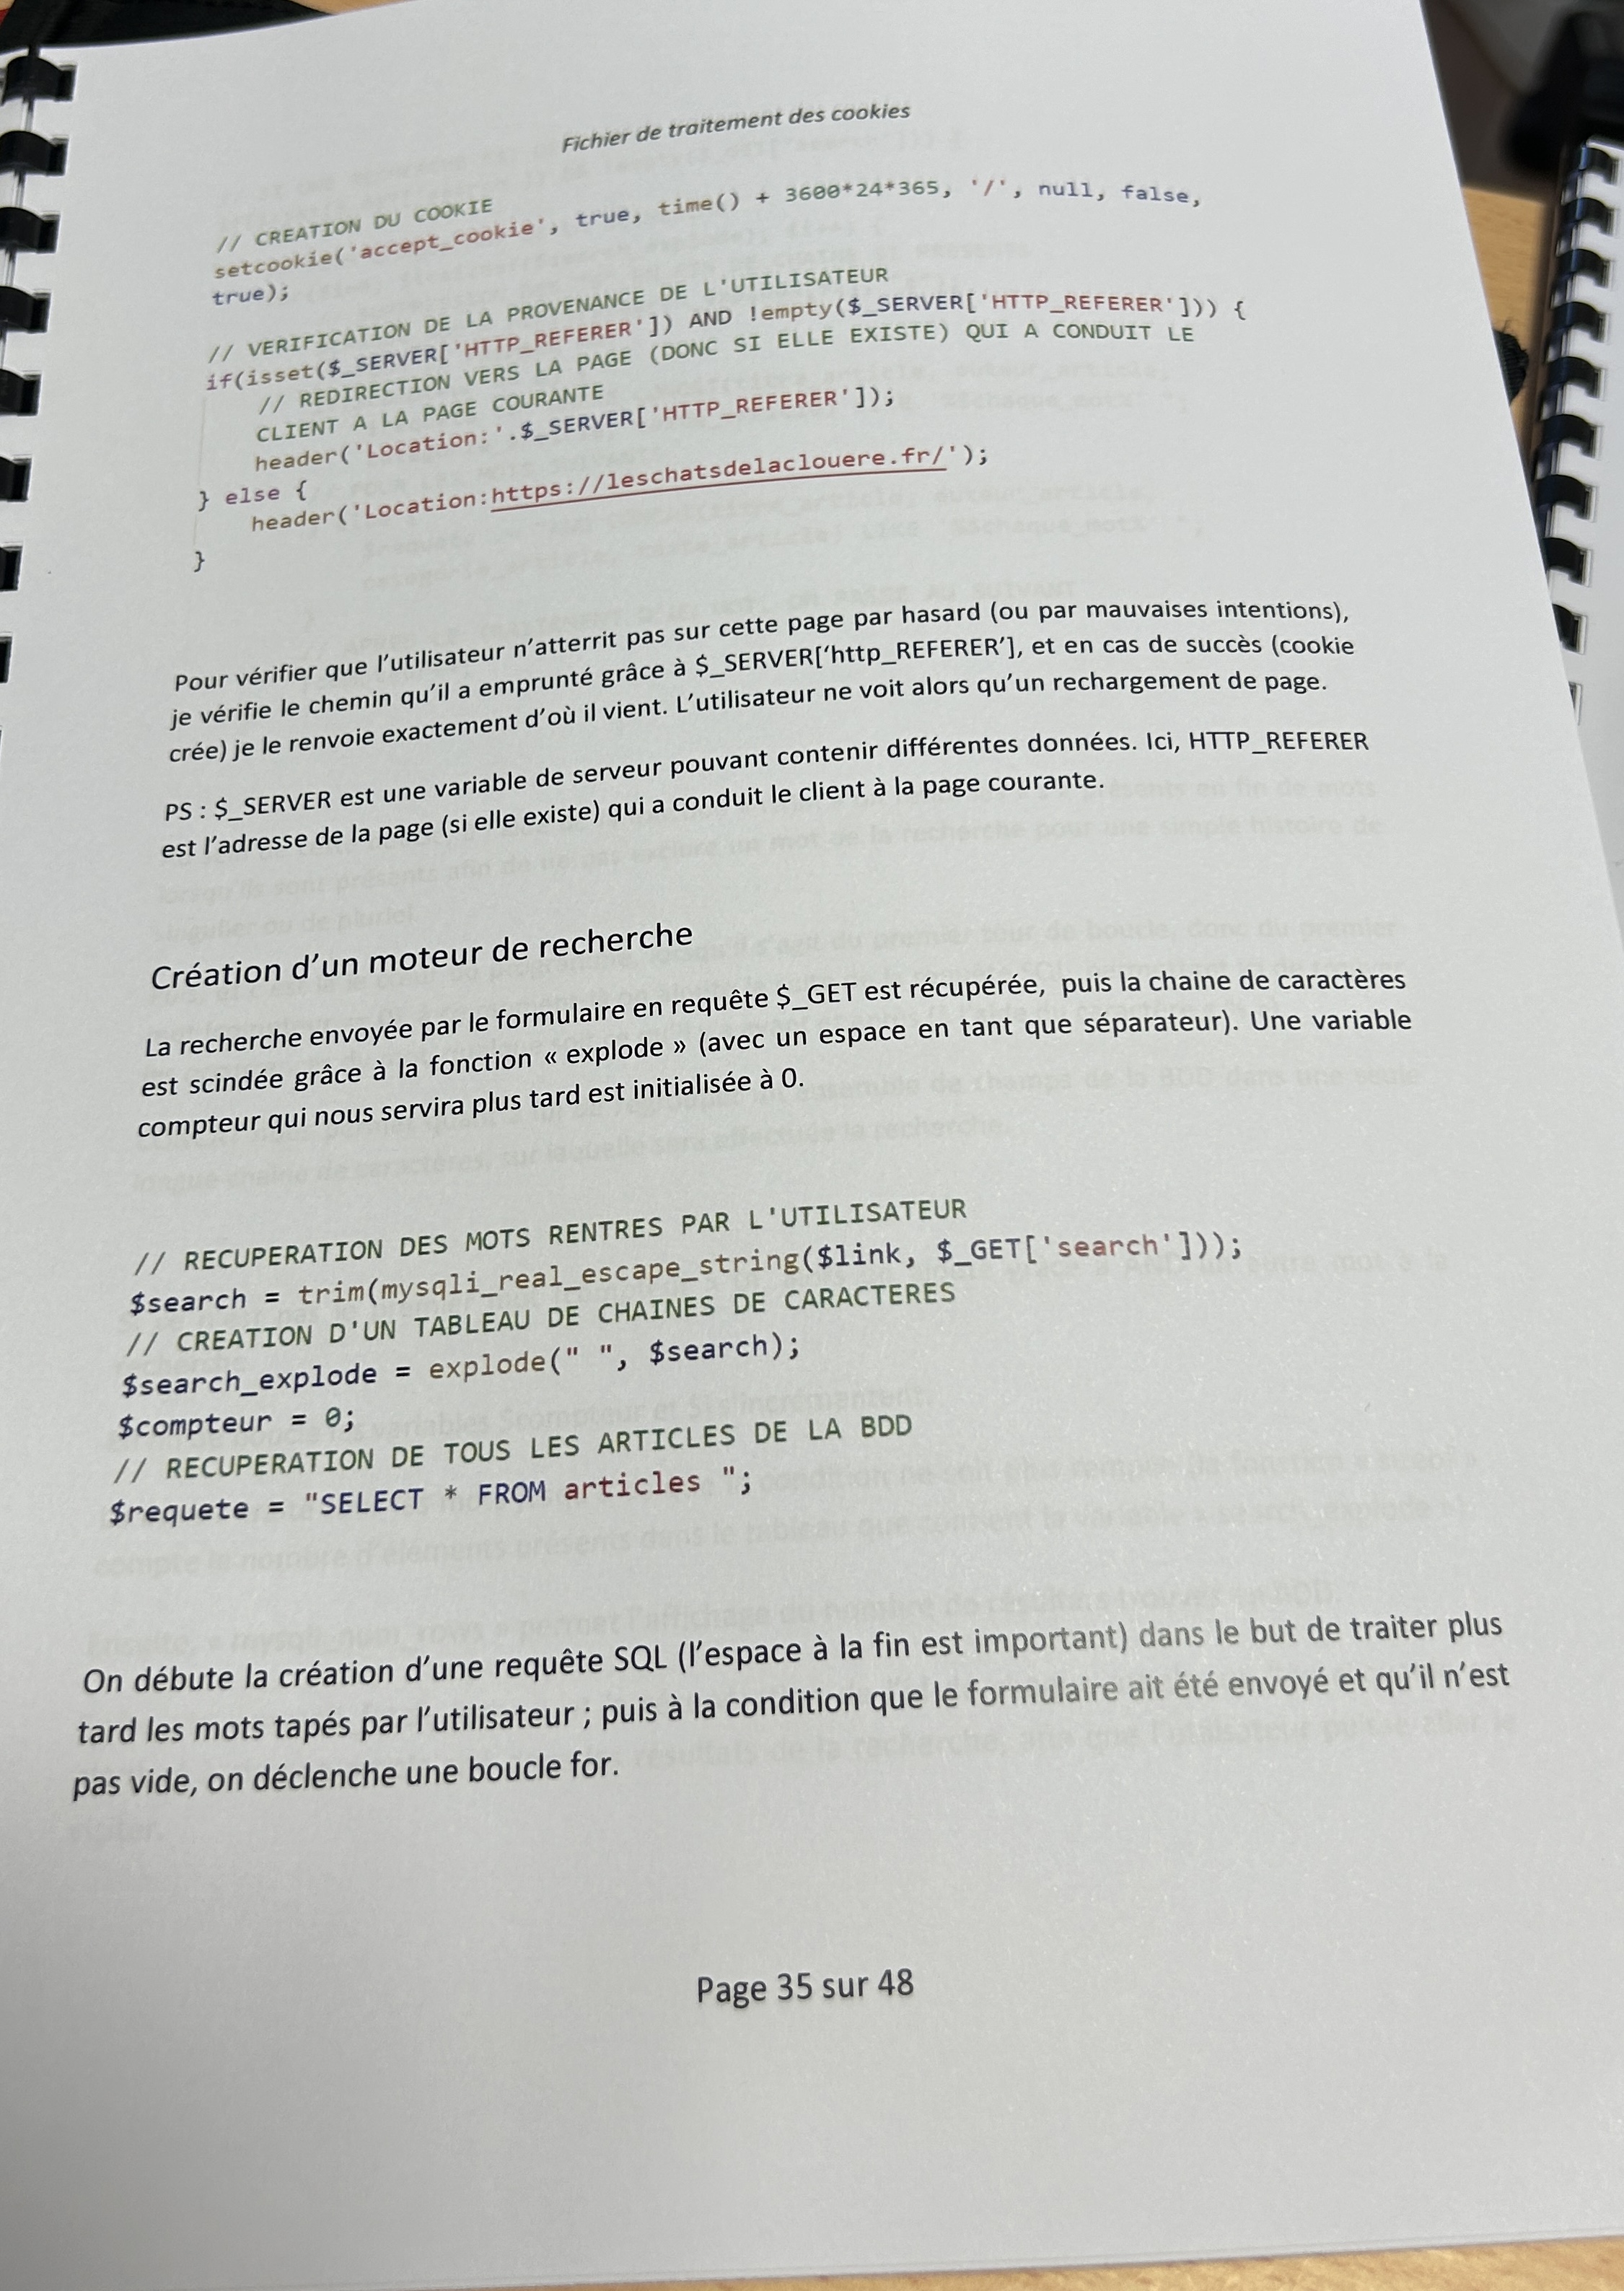 Fichier de traitement des cookies
// CREATION DU COOKIE
setcookie('accept_cookie', true, time() + 3600*24*365, '/', null, false,
true);
// VERIFICATION DE LA PROVENANCE DE L'UTILISATEUR
if(isset($_SERVER['HTTP_REFERER']) AND !empty($_SERVER['HTTP_REFERER'])) {
// REDIRECTION VERS LA PAGE (DONC SI ELLE EXISTE) QUI A CONDUIT LE
CLIENT A LA PAGE COURANTE
header('Location:'.$_SERVER['HTTP_REFERER']);
} else {
header('Location:https://leschatsdelaclouere.fr/');
}
Pour vérifier que l'utilisateur n'atterrit pas sur cette page par hasard (ou par mauvaises intentions),
je vérifie le chemin qu'il a emprunté grâce à $_SERVER['http_REFERER'], et en cas de succès (cookie
crée) je le renvoie exactement d'où il vient. L'utilisateur ne voit alors qu'un rechargement de page.
PS : $_SERVER est une variable de serveur pouvant contenir différentes données. Ici, HTTP_REFERER
est l'adresse de la page (si elle existe) qui a conduit le client à la page courante.
Création d'un moteur de recherche
La recherche envoyée par le formulaire en requête $_GET est récupérée, puis la chaine de caractères
est scindée grâce à la fonction « explode » (avec un espace en tant que séparateur). Une variable
compteur qui nous servira plus tard est initialisée à 0.
// RECUPERATION DES MOTS RENTRES PAR L'UTILISATEUR
$search = trim(mysqli_real_escape_string($link, $_GET['search']));
// CREATION D'UN TABLEAU DE CHAINES DE CARACTERES
$search_explode = explode(" ", $search);
$compteur = 0;
// RECUPERATION DE TOUS LES ARTICLES DE LA BDD
$requete = "SELECT * FROM articles ";
On débute la création d'une requête SQL (l'espace à la fin est important) dans le but de traiter plus
tard les mots tapés par l'utilisateur ; puis à la condition que le formulaire ait été envoyé et qu'il n'est
pas vide, on déclenche une boucle for.
Page 35 sur 48